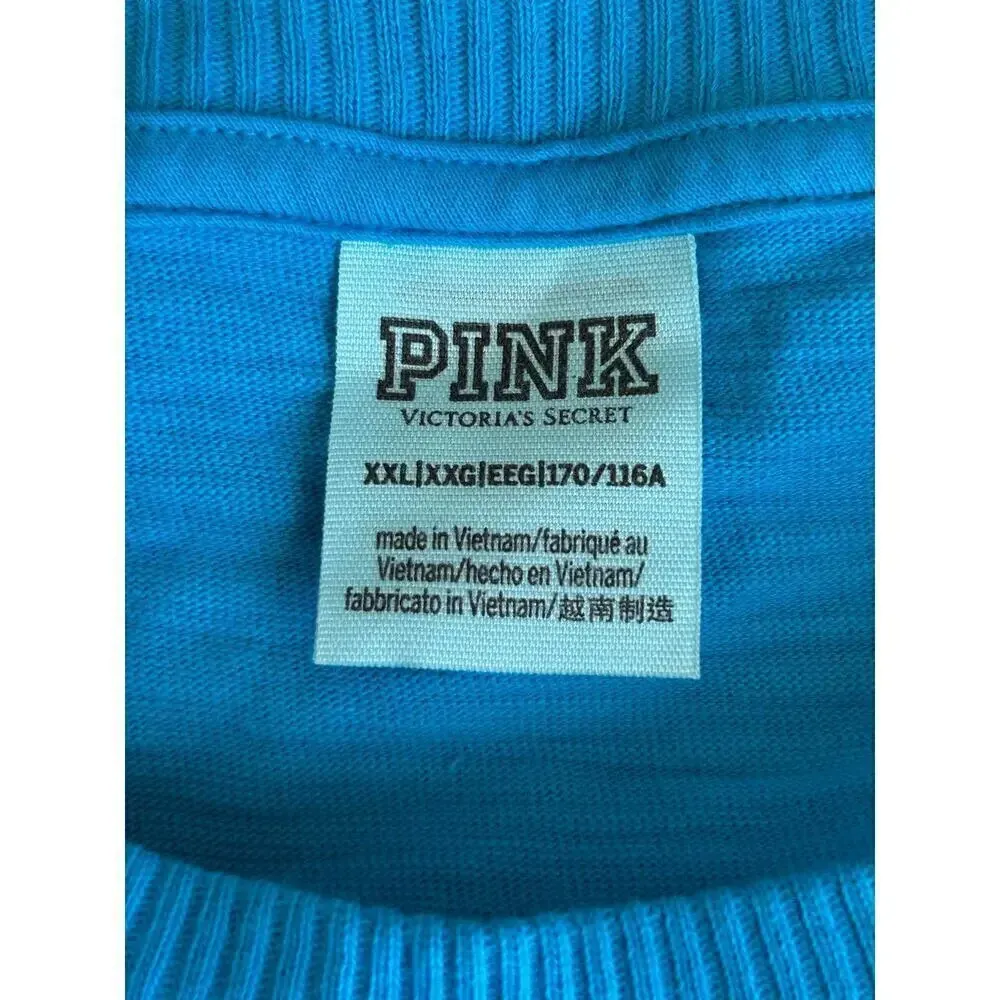 PINK
VICTORIA'S SECRET
XXL|XXG|EEG|170/116A
made in Vietnam/fabriqué au
Vietnam/hecho en Vietnam/
fabbricato in Vietnam/越南制造